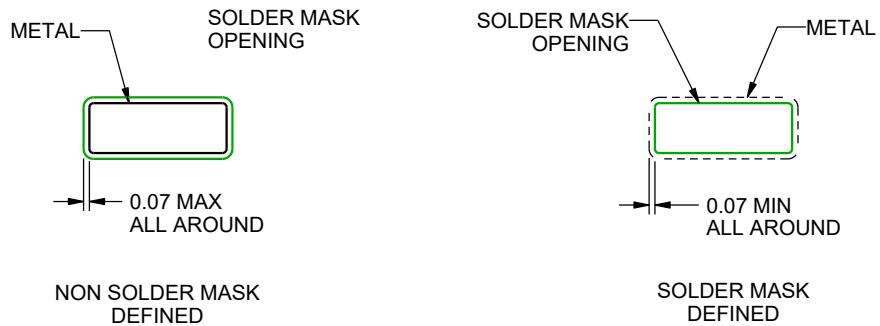 METAL
SOLDER MASK
OPENING
0.07 MAX
ALL AROUND
NON SOLDER MASK
DEFINED
SOLDER MASK
OPENING
METAL
0.07 MIN
ALL AROUND
SOLDER MASK
DEFINED